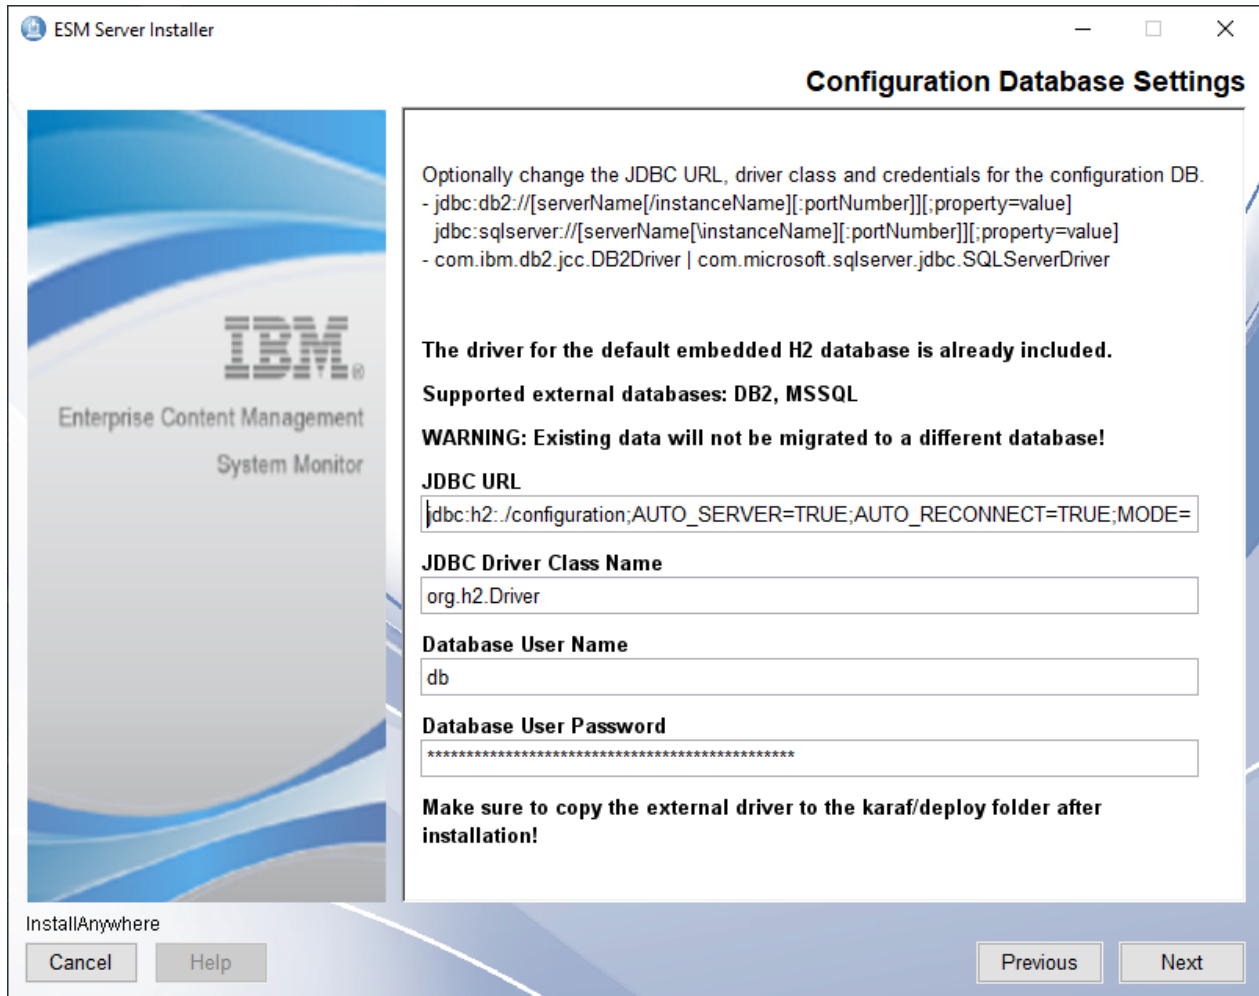 ESM Server Installer
Configuration Database Settings
IBM®
Enterprise Content Management
System Monitor
Optionally change the JDBC URL, driver class and credentials for the configuration DB.
- jdbc:db2://[serverName[/instanceName][:portNumber]][;property=value]
jdbc:sqlserver://[serverName[\instanceName][:portNumber]][;property=value]
- com.ibm.db2.jcc.DB2Driver | com.microsoft.sqlserver.jdbc.SQLServerDriver
The driver for the default embedded H2 database is already included.
Supported external databases: DB2, MSSQL
WARNING: Existing data will not be migrated to a different database!
JDBC URL
jdbc:h2:./configuration;AUTO_SERVER=TRUE;AUTO_RECONNECT=TRUE;MODE=
JDBC Driver Class Name
org.h2.Driver
Database User Name
db
Database User Password
***********************************************
Make sure to copy the external driver to the karaf/deploy folder after
installation!
InstallAnywhere
Cancel
Help
Previous
Next